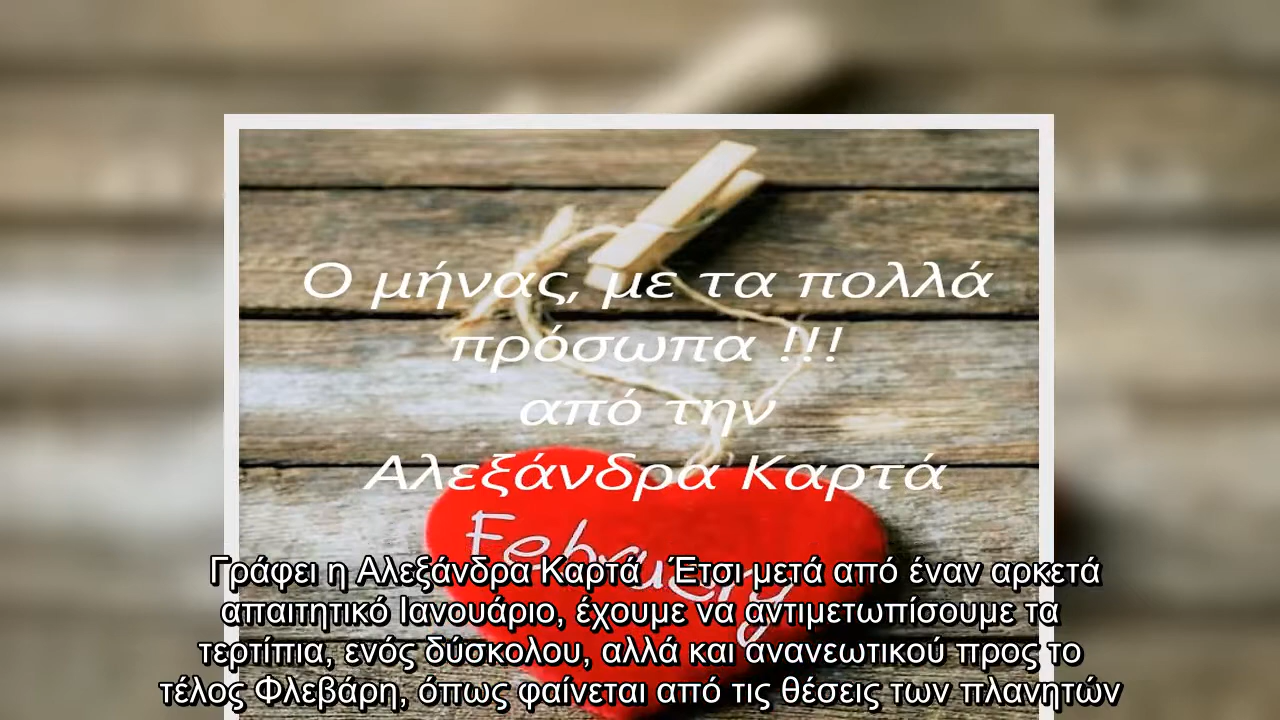 Ο μήνας, με τα πολλά
πρόσωπα !!!
από την
Αλεξάνδρα Καρτά
February
Γράφει η Αλεξάνδρα Καρτά Έτσι μετά από έναν αρκετά
απαιτητικό Ιανουάριο, έχουμε να αντιμετωπίσουμε τα
τερτίπια, ενός δύσκολου, αλλά και ανανεωτικού προς το
τέλος Φλεβάρη, όπως φαίνεται από τις θέσεις των πλανητών